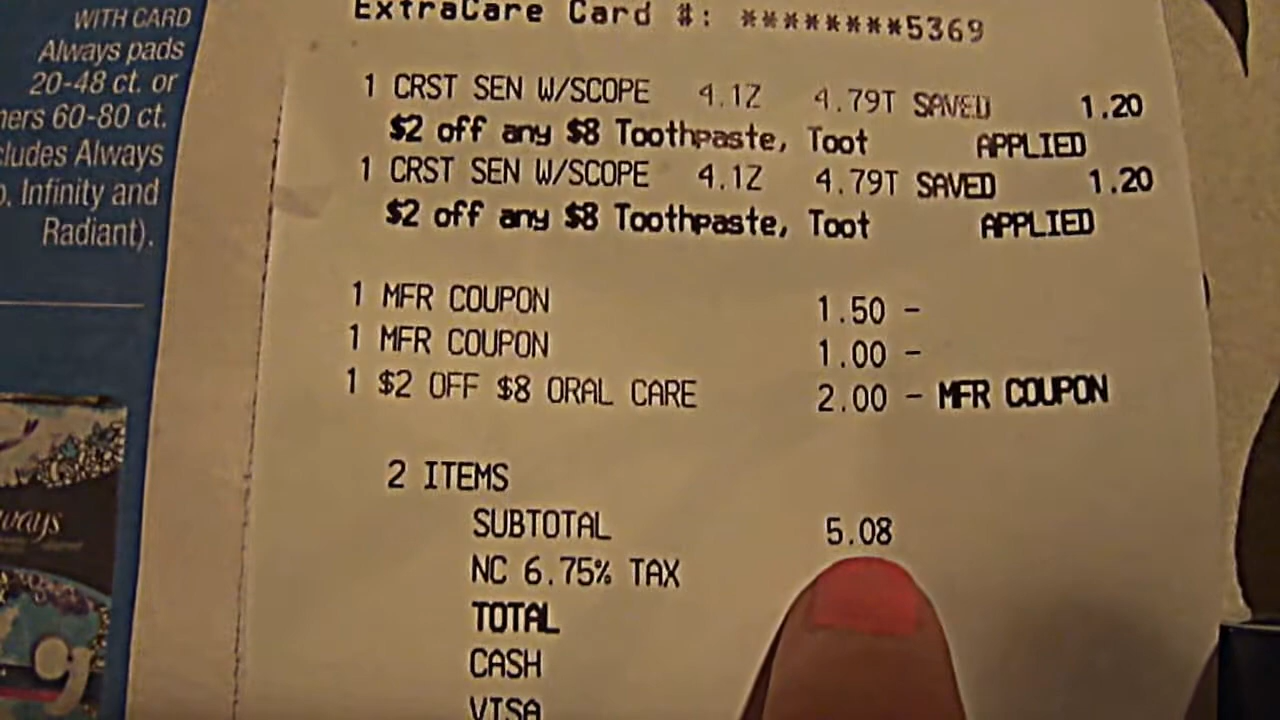 WITH CARD
Always pads
20-48 ct. or
60-80 ct.
Always
Infinity and
Radiant).
ExtraCare Card #: ********5369
1 CRST SEN W/SCOPE 4.1Z 4.79T SAVED 1.20
$2 off any $8 Toothpaste, Toot APPLIED
1 CRST SEN W/SCOPE 4.1Z 4.79T SAVED 1.20
$2 off any $8 Toothpaste, Toot APPLIED
1 MFR COUPON 1.50 -
1 MFR COUPON 1.00 -
1 $2 OFF $8 ORAL CARE 2.00 - MFR COUPON
2 ITEMS
SUBTOTAL 5.08
NC 6.75% TAX
TOTAL
CASH
VISA